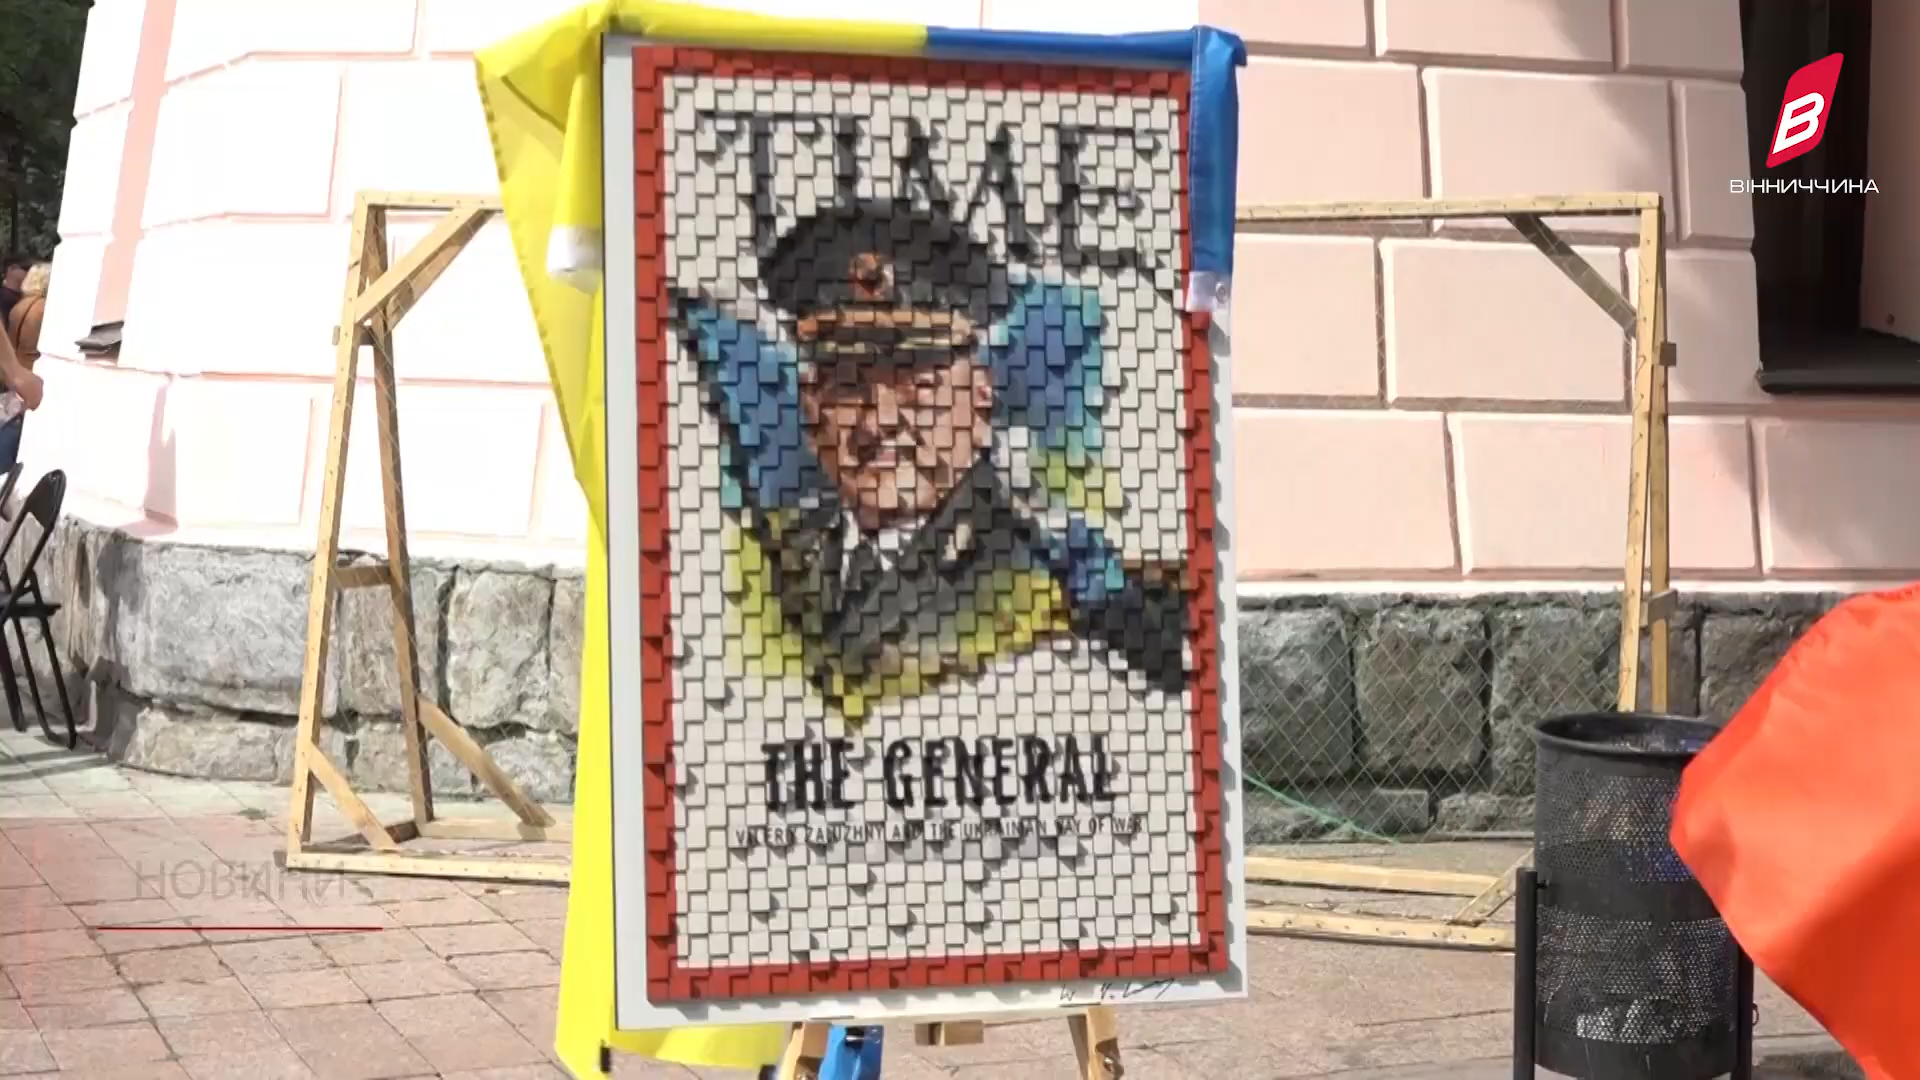 TIME
THE GENERAL
VALERIY ZALUZHNY AND THE UKRAINIAN WAY OF WAR
В
ВІННИЧЧИНА
НОВИНИ